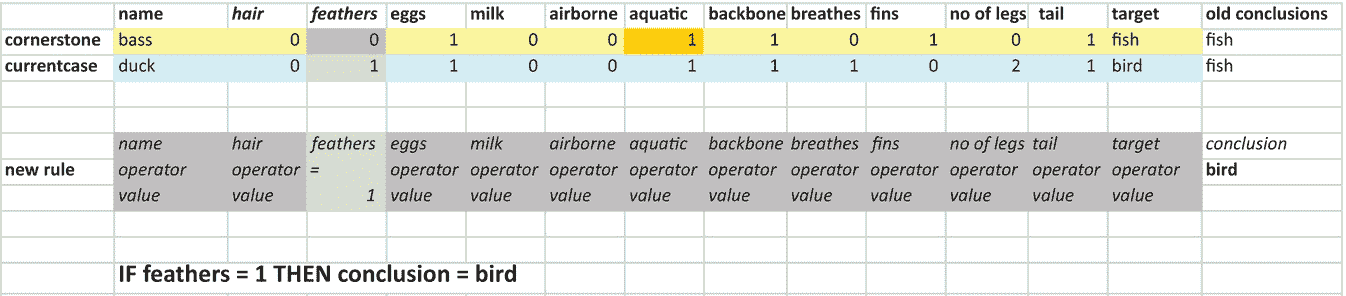 name hair feathers eggs milk airborne aquatic backbone breathes fins no of legs tail target old conclusions
cornerstone bass 0 0 1 0 0 1 1 0 1 0 1 fish fish
currentcase duck 0 1 1 0 0 1 1 1 0 2 1 bird fish
name hair feathers eggs milk airborne aquatic backbone breathes fins no of legs tail target conclusion
new rule operator operator = operator operator operator operator operator operator operator operator operator operator bird
value value 1 value value value value value value value value value value
IF feathers = 1 THEN conclusion = bird